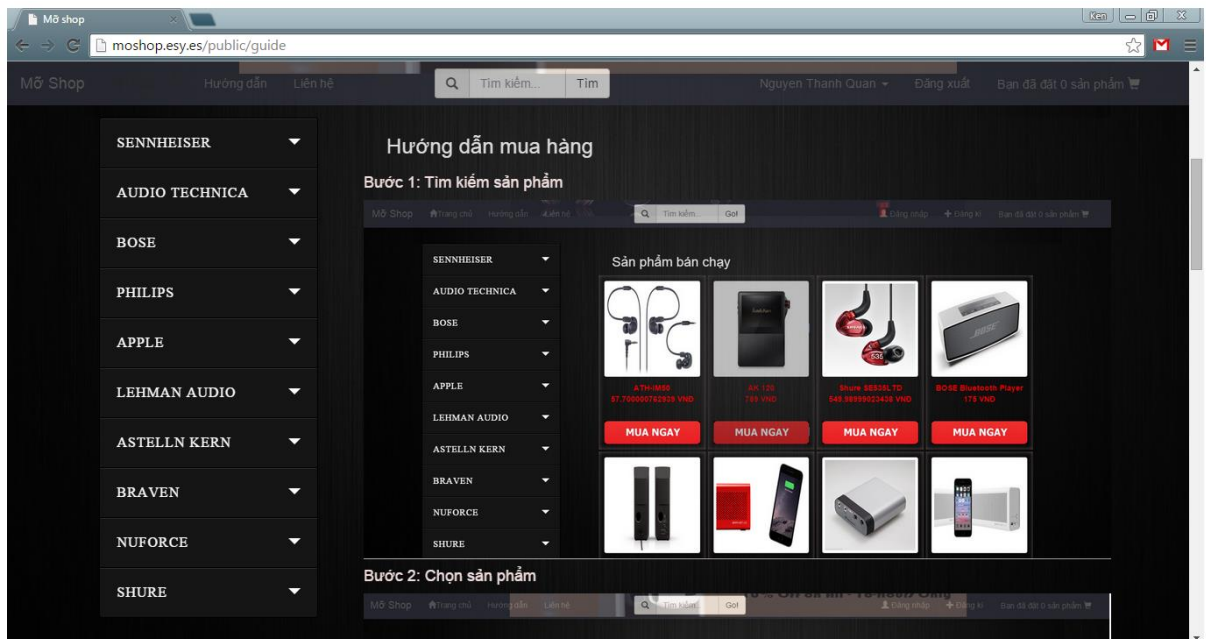 Mỡ shop
Ken
moshop.esy.es/public/guide
Mỡ Shop Hướng dẫn Liên hệ Tìm kiếm... Tìm Nguyen Thanh Quan Đăng xuất Bạn đã đặt 0 sản phẩm
SENNHEISER
AUDIO TECHNICA
BOSE
PHILIPS
APPLE
LEHMAN AUDIO
ASTELLN KERN
BRAVEN
NUFORCE
SHURE
Hướng dẫn mua hàng
Bước 1: Tìm kiếm sản phẩm
Mỡ Shop Trang chủ Hướng dẫn Liên hệ Tìm kiếm... Go! Đăng nhập Đăng kí Bạn đã đặt 0 sản phẩm
SENNHEISER
AUDIO TECHNICA
BOSE
PHILIPS
APPLE
LEHMAN AUDIO
ASTELLN KERN
BRAVEN
NUFORCE
SHURE
Sản phẩm bán chạy
535
BOSE
ATH-IM50 AK 120 Shure SE535LTD BOSE Bluetooth Player
57.700000762939 VND 789 VND 549.98999023438 VND 175 VND
MUA NGAY MUA NGAY MUA NGAY MUA NGAY
Bước 2: Chọn sản phẩm
Mỡ Shop Trang chủ Hướng dẫn Liên hệ Tìm kiếm... Go! Đăng nhập Đăng kí Bạn đã đặt 0 sản phẩm